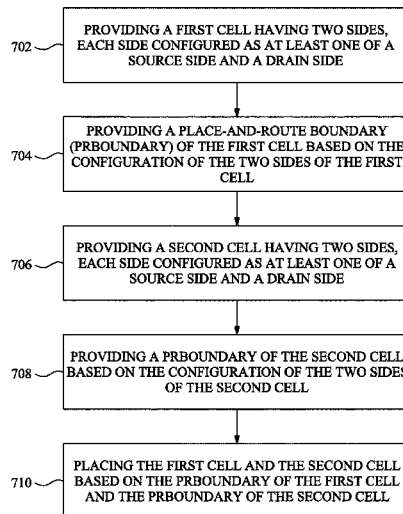 702
PROVIDING A FIRST CELL HAVING TWO SIDES,
EACH SIDE CONFIGURED AS AT LEAST ONE OF A
SOURCE SIDE AND A DRAIN SIDE
704
PROVIDING A PLACE-AND-ROUTE BOUNDARY
(PRBOUNDARY) OF THE FIRST CELL BASED ON THE
CONFIGURATION OF THE TWO SIDES OF THE FIRST
CELL
706
PROVIDING A SECOND CELL HAVING TWO SIDES,
EACH SIDE CONFIGURED AS AT LEAST ONE OF A
SOURCE SIDE AND A DRAIN SIDE
708
PROVIDING A PRBOUNDARY OF THE SECOND CELL
BASED ON THE CONFIGURATION OF THE TWO SIDES
OF THE SECOND CELL
710
PLACING THE FIRST CELL AND THE SECOND CELL
BASED ON THE PRBOUNDARY OF THE FIRST CELL
AND THE PRBOUNDARY OF THE SECOND CELL